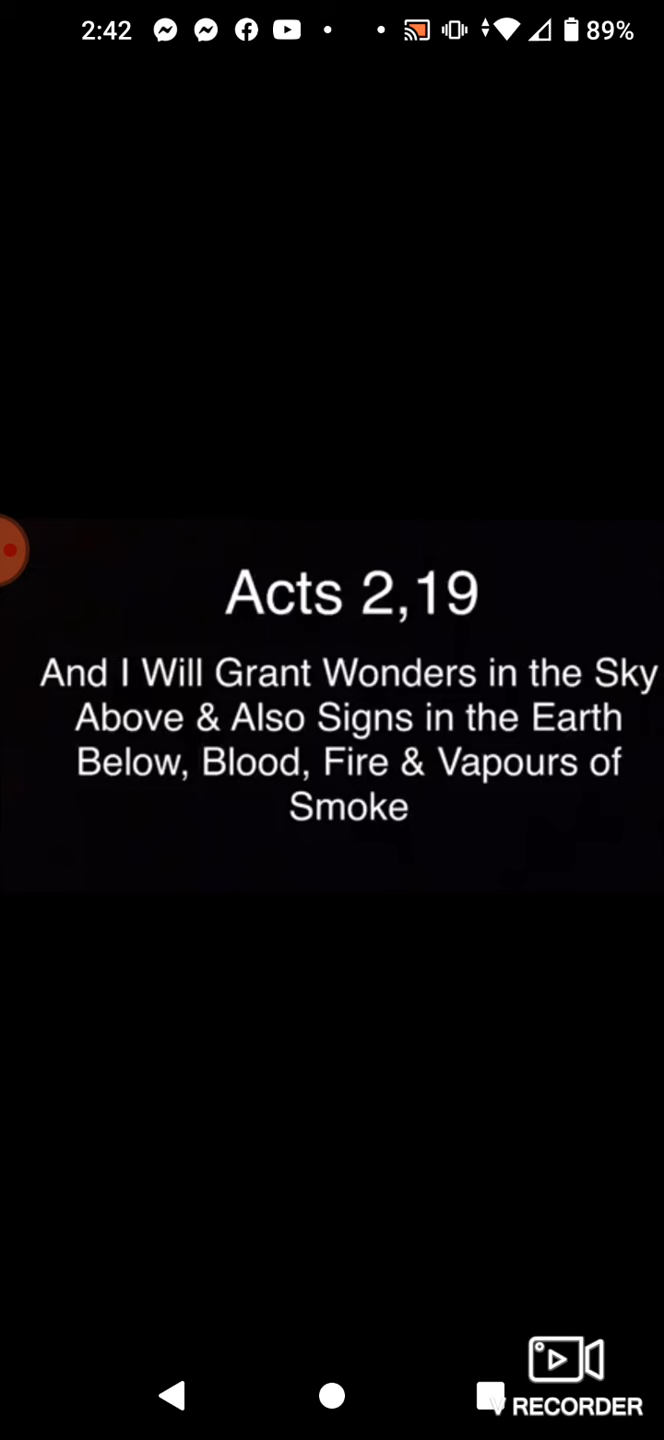 2:42 89%
Acts 2,19
And I Will Grant Wonders in the Sky
Above & Also Signs in the Earth
Below, Blood, Fire & Vapours of
Smoke
V RECORDER